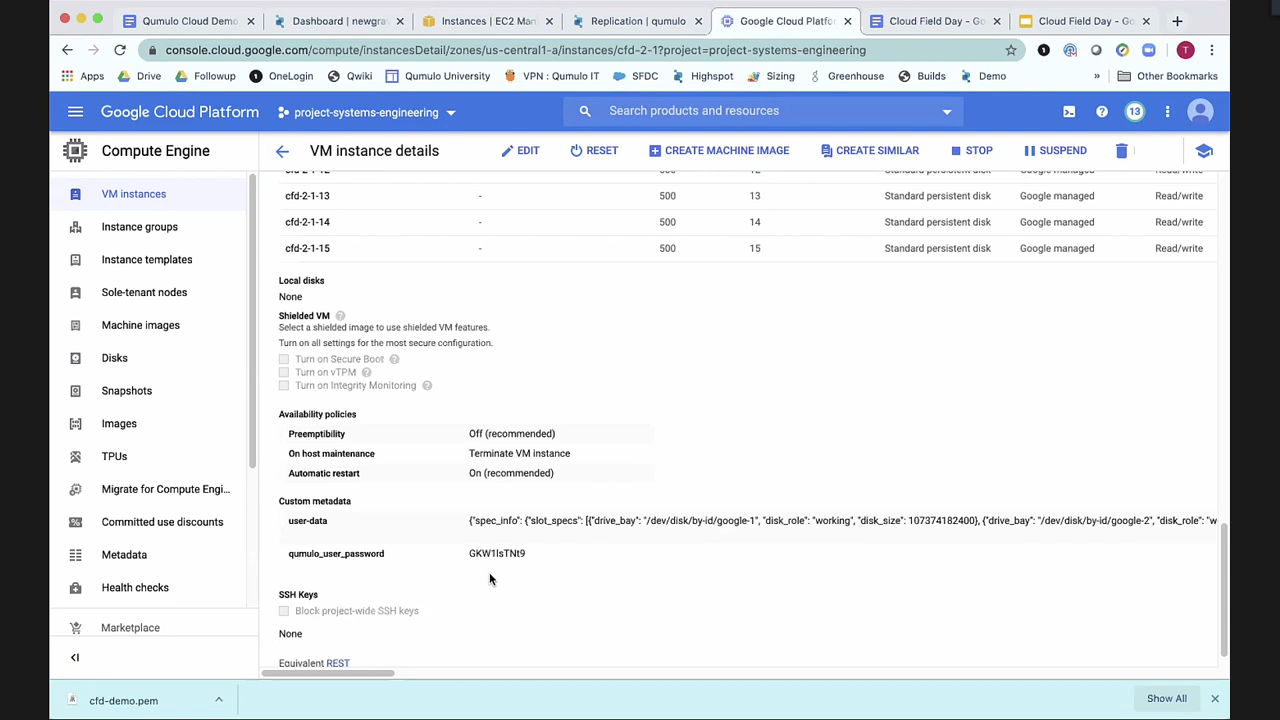 Qumulo Cloud Demo
Dashboard | newgrav
Instances | EC2 Man
Replication | qumulo
Google Cloud Platfo
Cloud Field Day - Go
Cloud Field Day - Go
console.cloud.google.com/compute/instancesDetail/zones/us-central1-a/instances/cfd-2-1?project=project-systems-engineering
T
Apps Drive Followup OneLogin Qwiki Qumulo University VPN : Qumulo IT SFDC Highspot Sizing Greenhouse Builds Demo » Other Bookmarks
Google Cloud Platform project-systems-engineering Search products and resources 13
Compute Engine
VM instance details EDIT RESET CREATE MACHINE IMAGE CREATE SIMILAR STOP SUSPEND
VM instances
Instance groups
Instance templates
Sole-tenant nodes
Machine images
Disks
Snapshots
Images
TPUs
Migrate for Compute Engi...
Committed use discounts
Metadata
Health checks
Marketplace
cfd-2-1-13 - 500 13 Standard persistent disk Google managed Read/write
cfd-2-1-14 - 500 14 Standard persistent disk Google managed Read/write
cfd-2-1-15 - 500 15 Standard persistent disk Google managed Read/write
Local disks
None
Shielded VM
Select a shielded image to use shielded VM features.
Turn on all settings for the most secure configuration.
Turn on Secure Boot
Turn on vTPM
Turn on Integrity Monitoring
Availability policies
Preemptibility Off (recommended)
On host maintenance Terminate VM instance
Automatic restart On (recommended)
Custom metadata
user-data {"spec_info": {"slot_specs": [{"drive_bay": "/dev/disk/by-id/google-1", "disk_role": "working", "disk_size": 107374182400}, {"drive_bay": "/dev/disk/by-id/google-2", "disk_role": "w
qumulo_user_password GKW1IsTNt9
SSH Keys
Block project-wide SSH keys
None
Equivalent REST
cfd-demo.pem
Show All